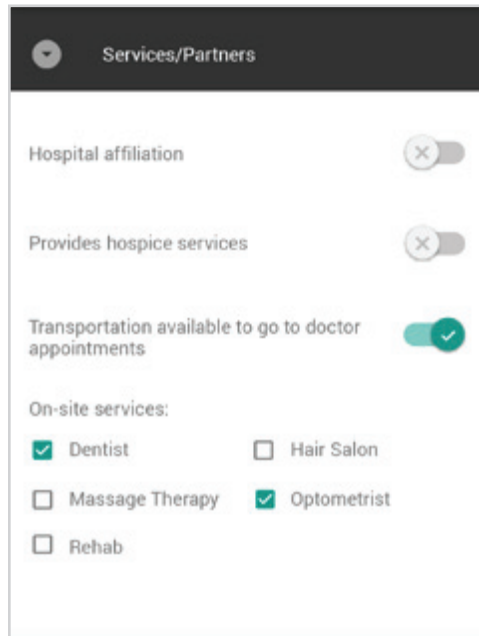 Services/Partners
Hospital affiliation
Provides hospice services
Transportation available to go to doctor
appointments
On-site services:
Dentist
Hair Salon
Massage Therapy
Optometrist
Rehab